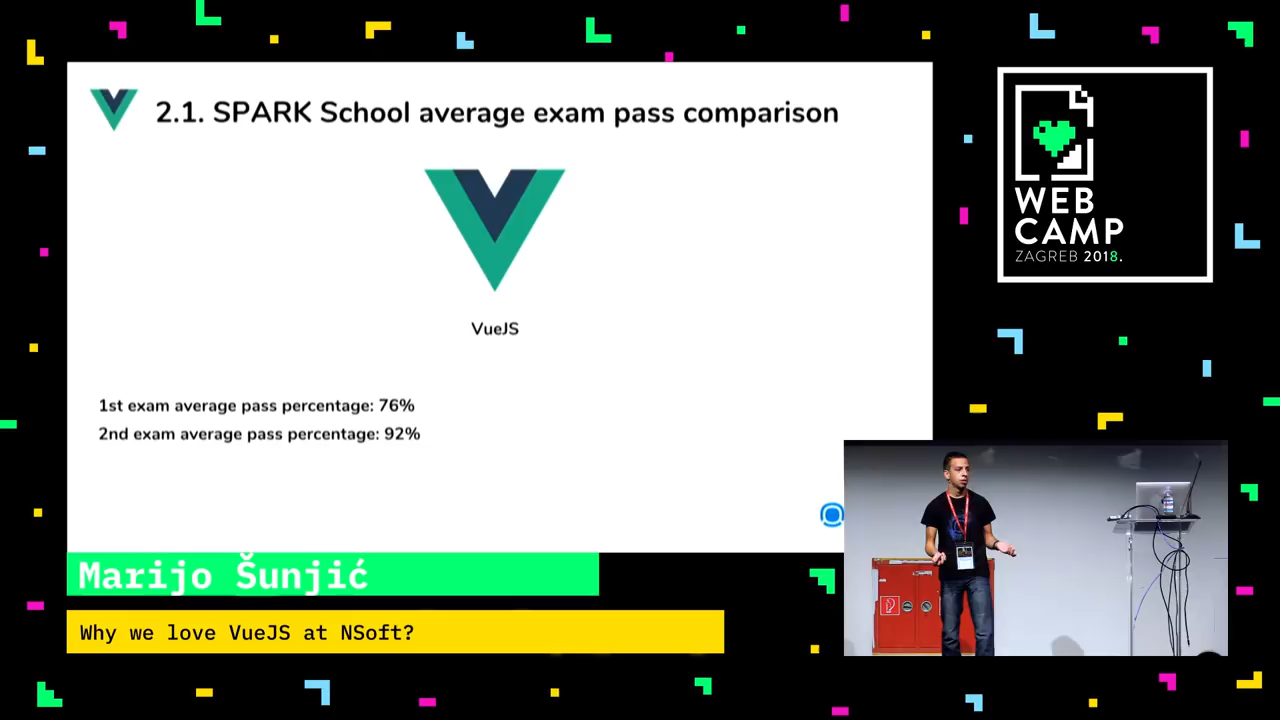 2.1. SPARK School average exam pass comparison
VueJS
1st exam average pass percentage: 76%
2nd exam average pass percentage: 92%
WEB
CAMP
ZAGREB 2018.
Marijo Šunjić
Why we love VueJS at NSoft?